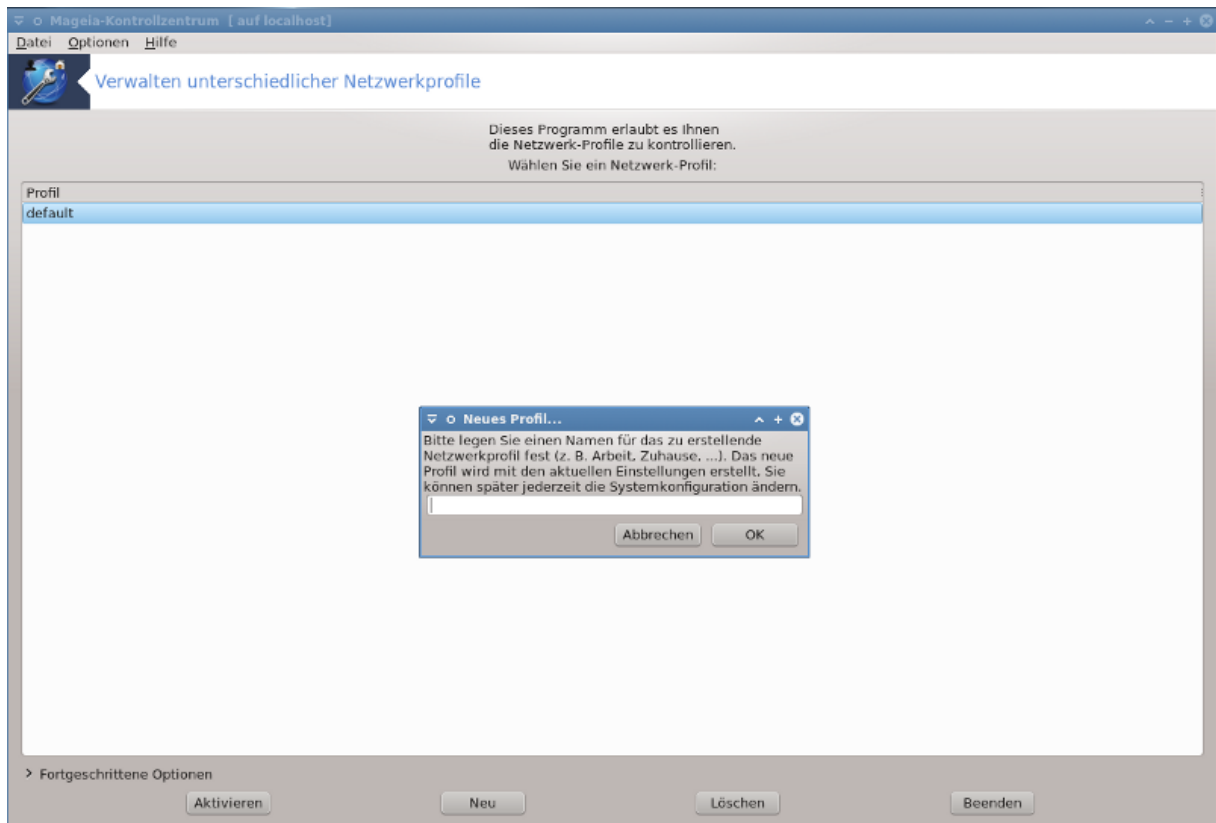 Mageia-Kontrollzentrum [ auf localhost]
Datei Optionen Hilfe
Verwalten unterschiedlicher Netzwerkprofile
Dieses Programm erlaubt es Ihnen
die Netzwerk-Profile zu kontrollieren.
Wählen Sie ein Netzwerk-Profil:
Profil
default
Neues Profil...
Bitte legen Sie einen Namen für das zu erstellende
Netzwerkprofil fest (z. B. Arbeit, Zuhause, ...). Das neue
Profil wird mit den aktuellen Einstellungen erstellt. Sie
können später jederzeit die Systemkonfiguration ändern.
Abbrechen OK
Fortgeschrittene Optionen
Aktivieren Neu Löschen Beenden